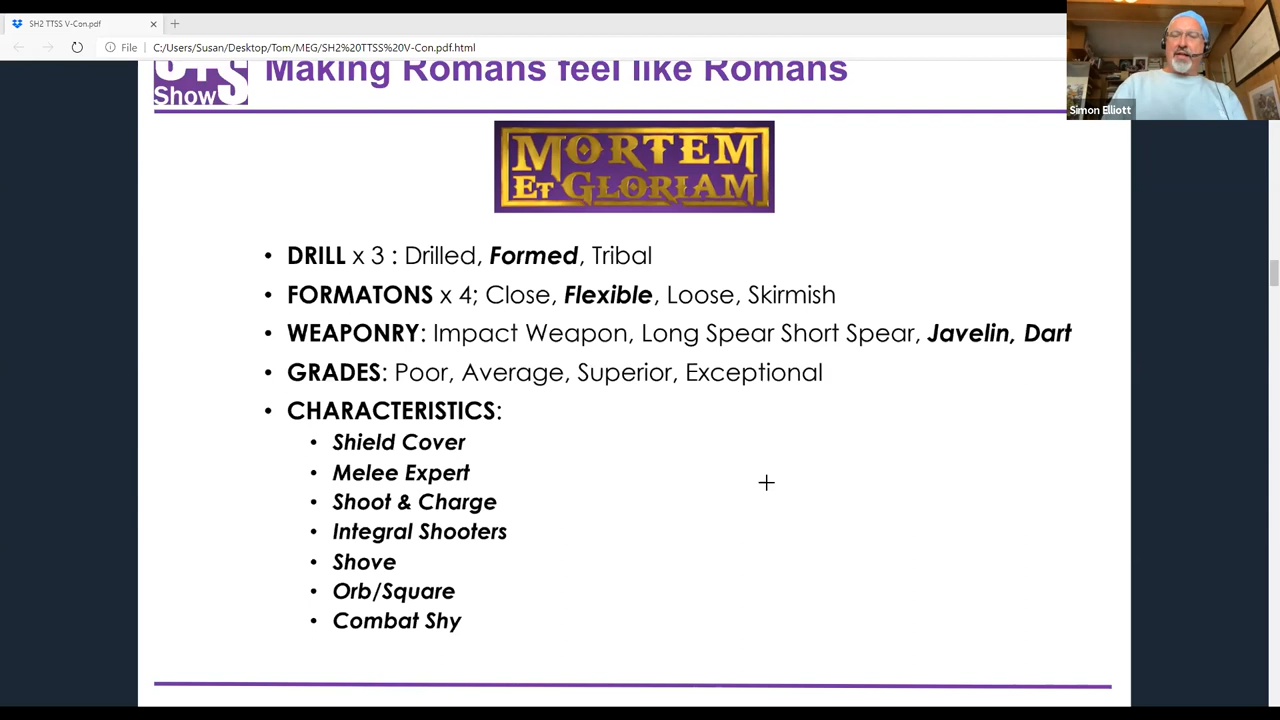 SH2 TTSS V-Con.pdf
File C:/Users/Susan/Desktop/Tom/MEG/SH2%20TTSS%20V-Con.pdf.html
Simon Elliott
Show
Making Romans feel like Romans
MORTEM
ET GLORIAM
• DRILL x 3 : Drilled, Formed, Tribal
• FORMATONS x 4; Close, Flexible, Loose, Skirmish
• WEAPONRY: Impact Weapon, Long Spear Short Spear, Javelin, Dart
• GRADES: Poor, Average, Superior, Exceptional
• CHARACTERISTICS:
• Shield Cover
• Melee Expert
• Shoot & Charge
• Integral Shooters
• Shove
• Orb/Square
• Combat Shy